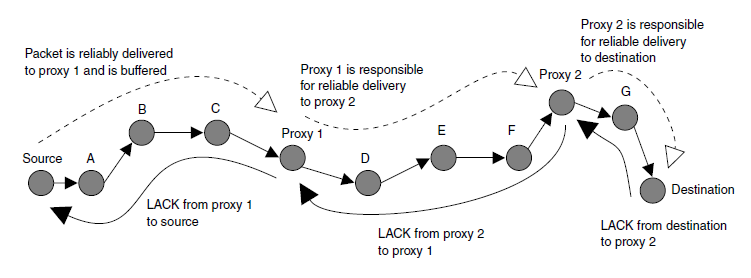 Packet is reliably delivered
to proxy 1 and is buffered
Proxy 1 is responsible
for reliable delivery
to proxy 2
Proxy 2 is responsible
for reliable delivery
to destination
Source
A
B
C
Proxy 1
D
E
F
Proxy 2
G
Destination
LACK from proxy 1
to source
LACK from proxy 2
to proxy 1
LACK from destination
to proxy 2